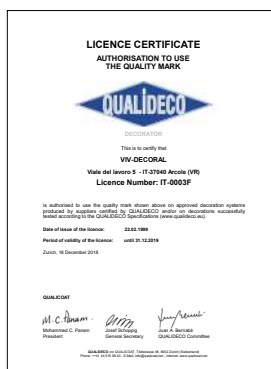 LICENCE CERTIFICATE
AUTHORISATION TO USE
THE QUALITY MARK
QUALIDECO
DECORATOR
This is to certify that
VIV-DECORAL
Viale del lavoro 5 - IT-37040 Arcole (VR)
Licence Number: IT-0003F
is authorised to use the quality mark shown above on approved decoration systems
produced by suppliers certified by QUALIDECO and/or on decorations successfully
tested according to the QUALIDECO Specifications (www.qualideco.eu).
Date of issue of the licence: 22.02.1999
Period of validity of the licence: until 31.12.2019
Zurich, 18 December 2018
QUALICOAT
M.C. Panam
Mohammed C. Panam Josef Schoppig Juan A. Bernabé
President General Secretary QUALIDECO Committee
QUALIDECO c/o QUALICOAT,